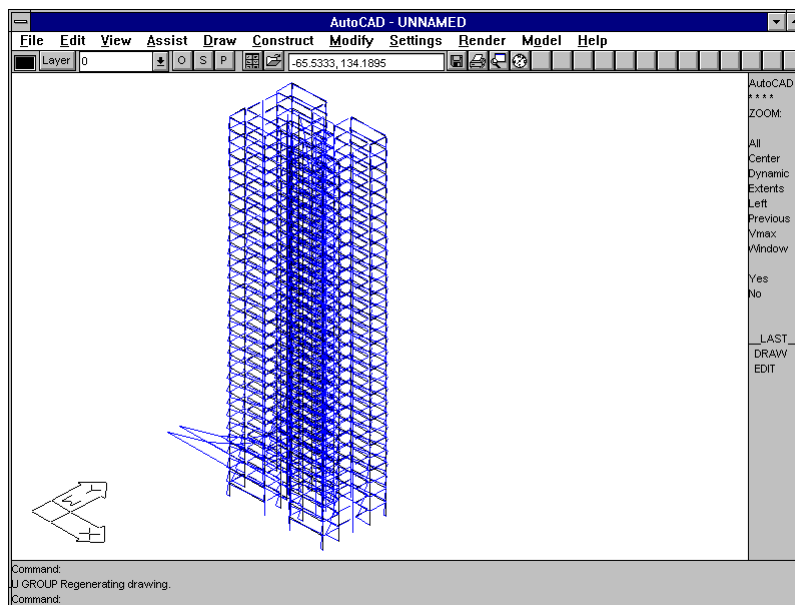 AutoCAD - UNNAMED
File Edit View Assist Draw Construct Modify Settings Render Model Help
Layer 0 O S P -65.5333, 134.1895
AutoCAD
* * * *
ZOOM:
All
Center
Dynamic
Extents
Left
Previous
Vmax
Window
Yes
No
__LAST_
DRAW
EDIT
W Y
X
Command:
U GROUP Regenerating drawing.
Command: